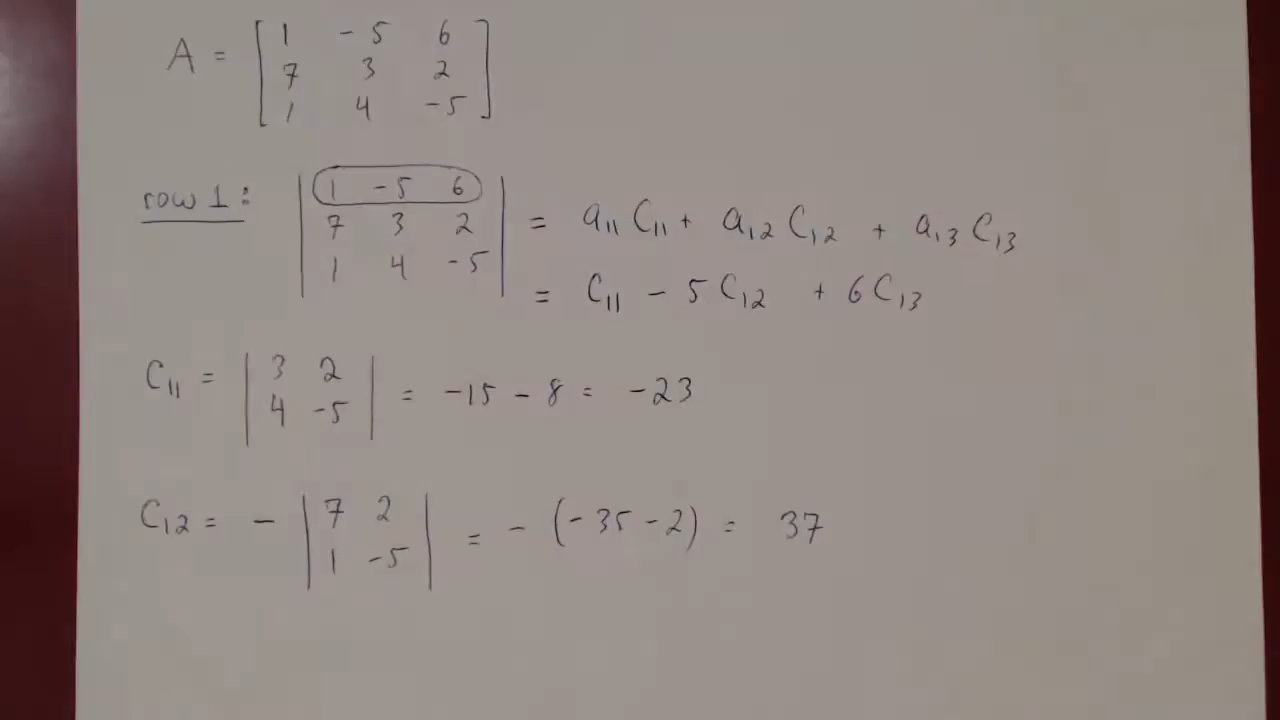 A = [ 1 -5 6
7 3 2
1 4 -5 ]
row 1: | 1 -5 6
7 3 2
1 4 -5 | = a₁₁ C₁₁ + a₁₂ C₁₂ + a₁₃ C₁₃
= C₁₁ - 5 C₁₂ + 6 C₁₃
C₁₁ = | 3 2
4 -5 | = -15 - 8 = -23
C₁₂ = - | 7 2
1 -5 | = - (-35 - 2) = 37